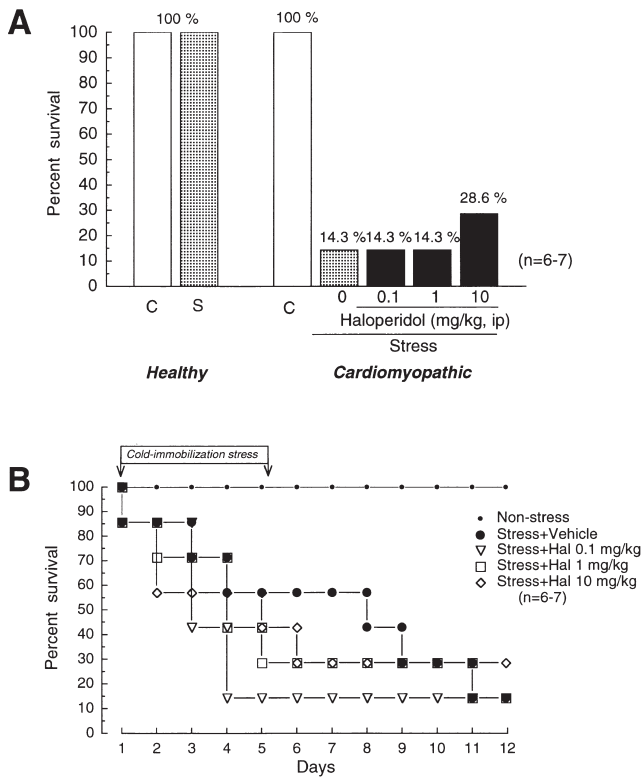 A
100 %
100 %
100
90
80
70
60
50
40
30
20
10
0
Percent survival
14.3 %
14.3 %
14.3 %
28.6 %
(n=6-7)
C
S
C
0
0.1
1
10
Haloperidol (mg/kg, ip)
Stress
Healthy
Cardiomyopathic
B
Cold-immobilization stress
100
90
80
70
60
50
40
30
20
10
0
Percent survival
Non-stress
Stress+Vehicle
Stress+Hal 0.1 mg/kg
Stress+Hal 1 mg/kg
Stress+Hal 10 mg/kg
(n=6-7)
1 2 3 4 5 6 7 8 9 10 11 12
Days